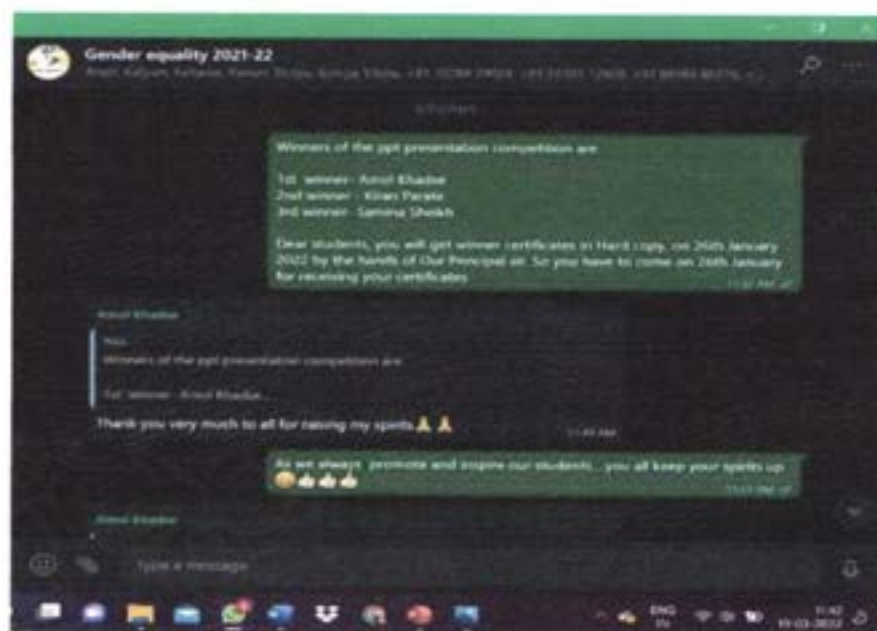 Gender equality 2021-22
Winners of the ppt presentation competition are
1st winner- Amol Khadse
2nd winner - Kiran Parate
3rd winner- Samina Sheikh
Dear students, you will get winner certificates in Hard copy, on 26th January
2022 by the hands of Our Principal sir. So you have to come on 26th January
for receiving your certificates
Amol Khadse
You
Winners of the ppt presentation competition are
1st winner- Amol Khadse
Thank you very much to all for raising my spirits🙏🙏
As we always promote and inspire our students.. you all keep your spirits up
Amol Khadse
Type a message
ENG
11:42
19-03-2022